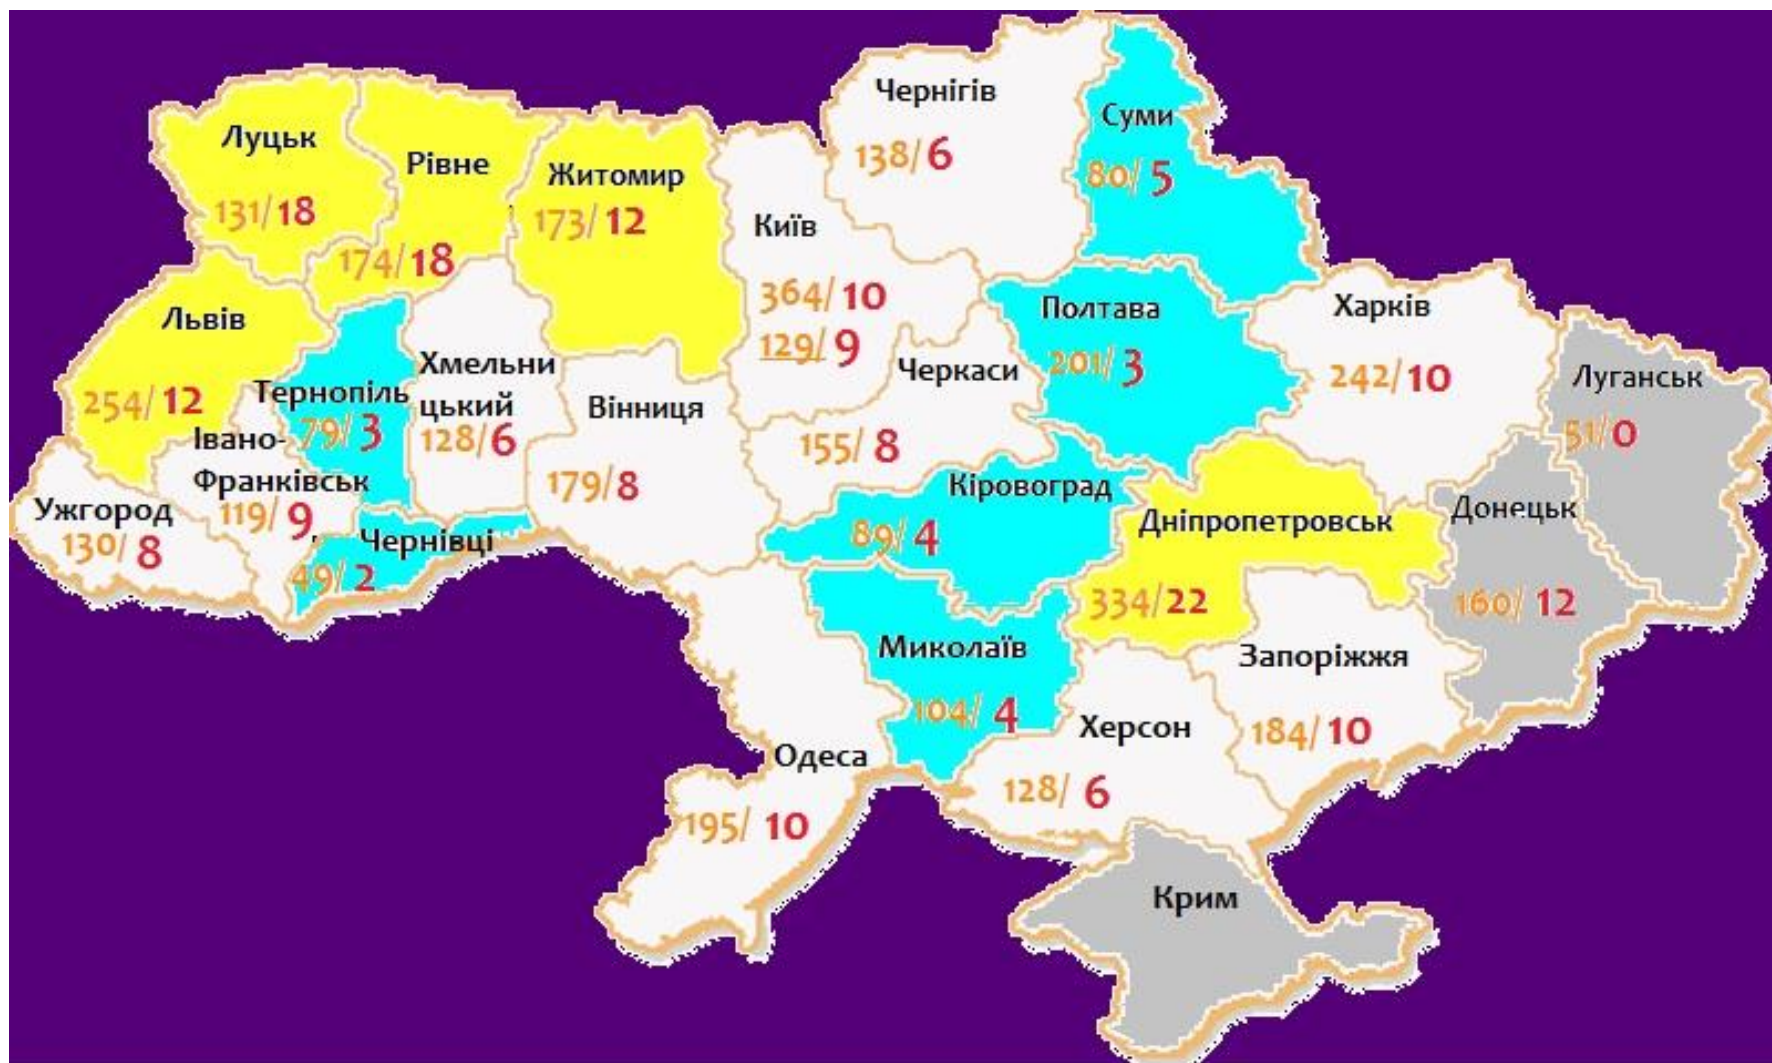 Чернігів
138/6
Суми
80/5
Луцьк
131/18
Рівне
174/18
Житомир
173/12
Київ
364/10
129/9
Львів
254/12
Полтава
201/3
Харків
242/10
Тернопіль
79/3
Хмельни
цький
128/6
Вінниця
179/8
Черкаси
155/8
Луганськ
51/0
Івано-
Франківськ
119/9
Ужгород
130/8
Чернівці
49/2
Кіровоград
89/4
Дніпропетровськ
334/22
Донецьк
160/12
Миколаїв
104/4
Запоріжжя
184/10
Одеса
195/10
Херсон
128/6
Крим